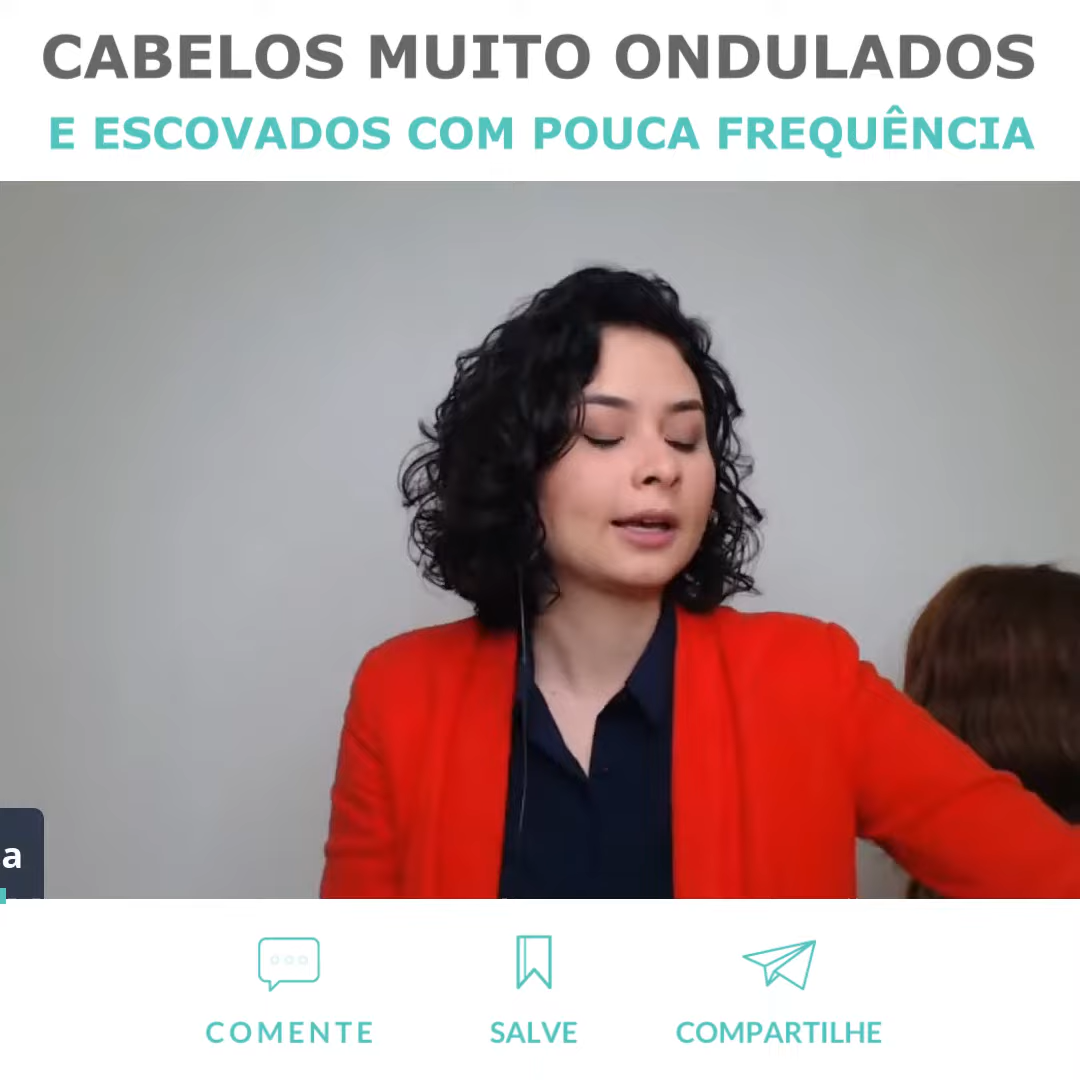 CABELOS MUITO ONDULADOS
E ESCOVADOS COM POUCA FREQUÊNCIA
a
COMENTE
SALVE
COMPARTILHE